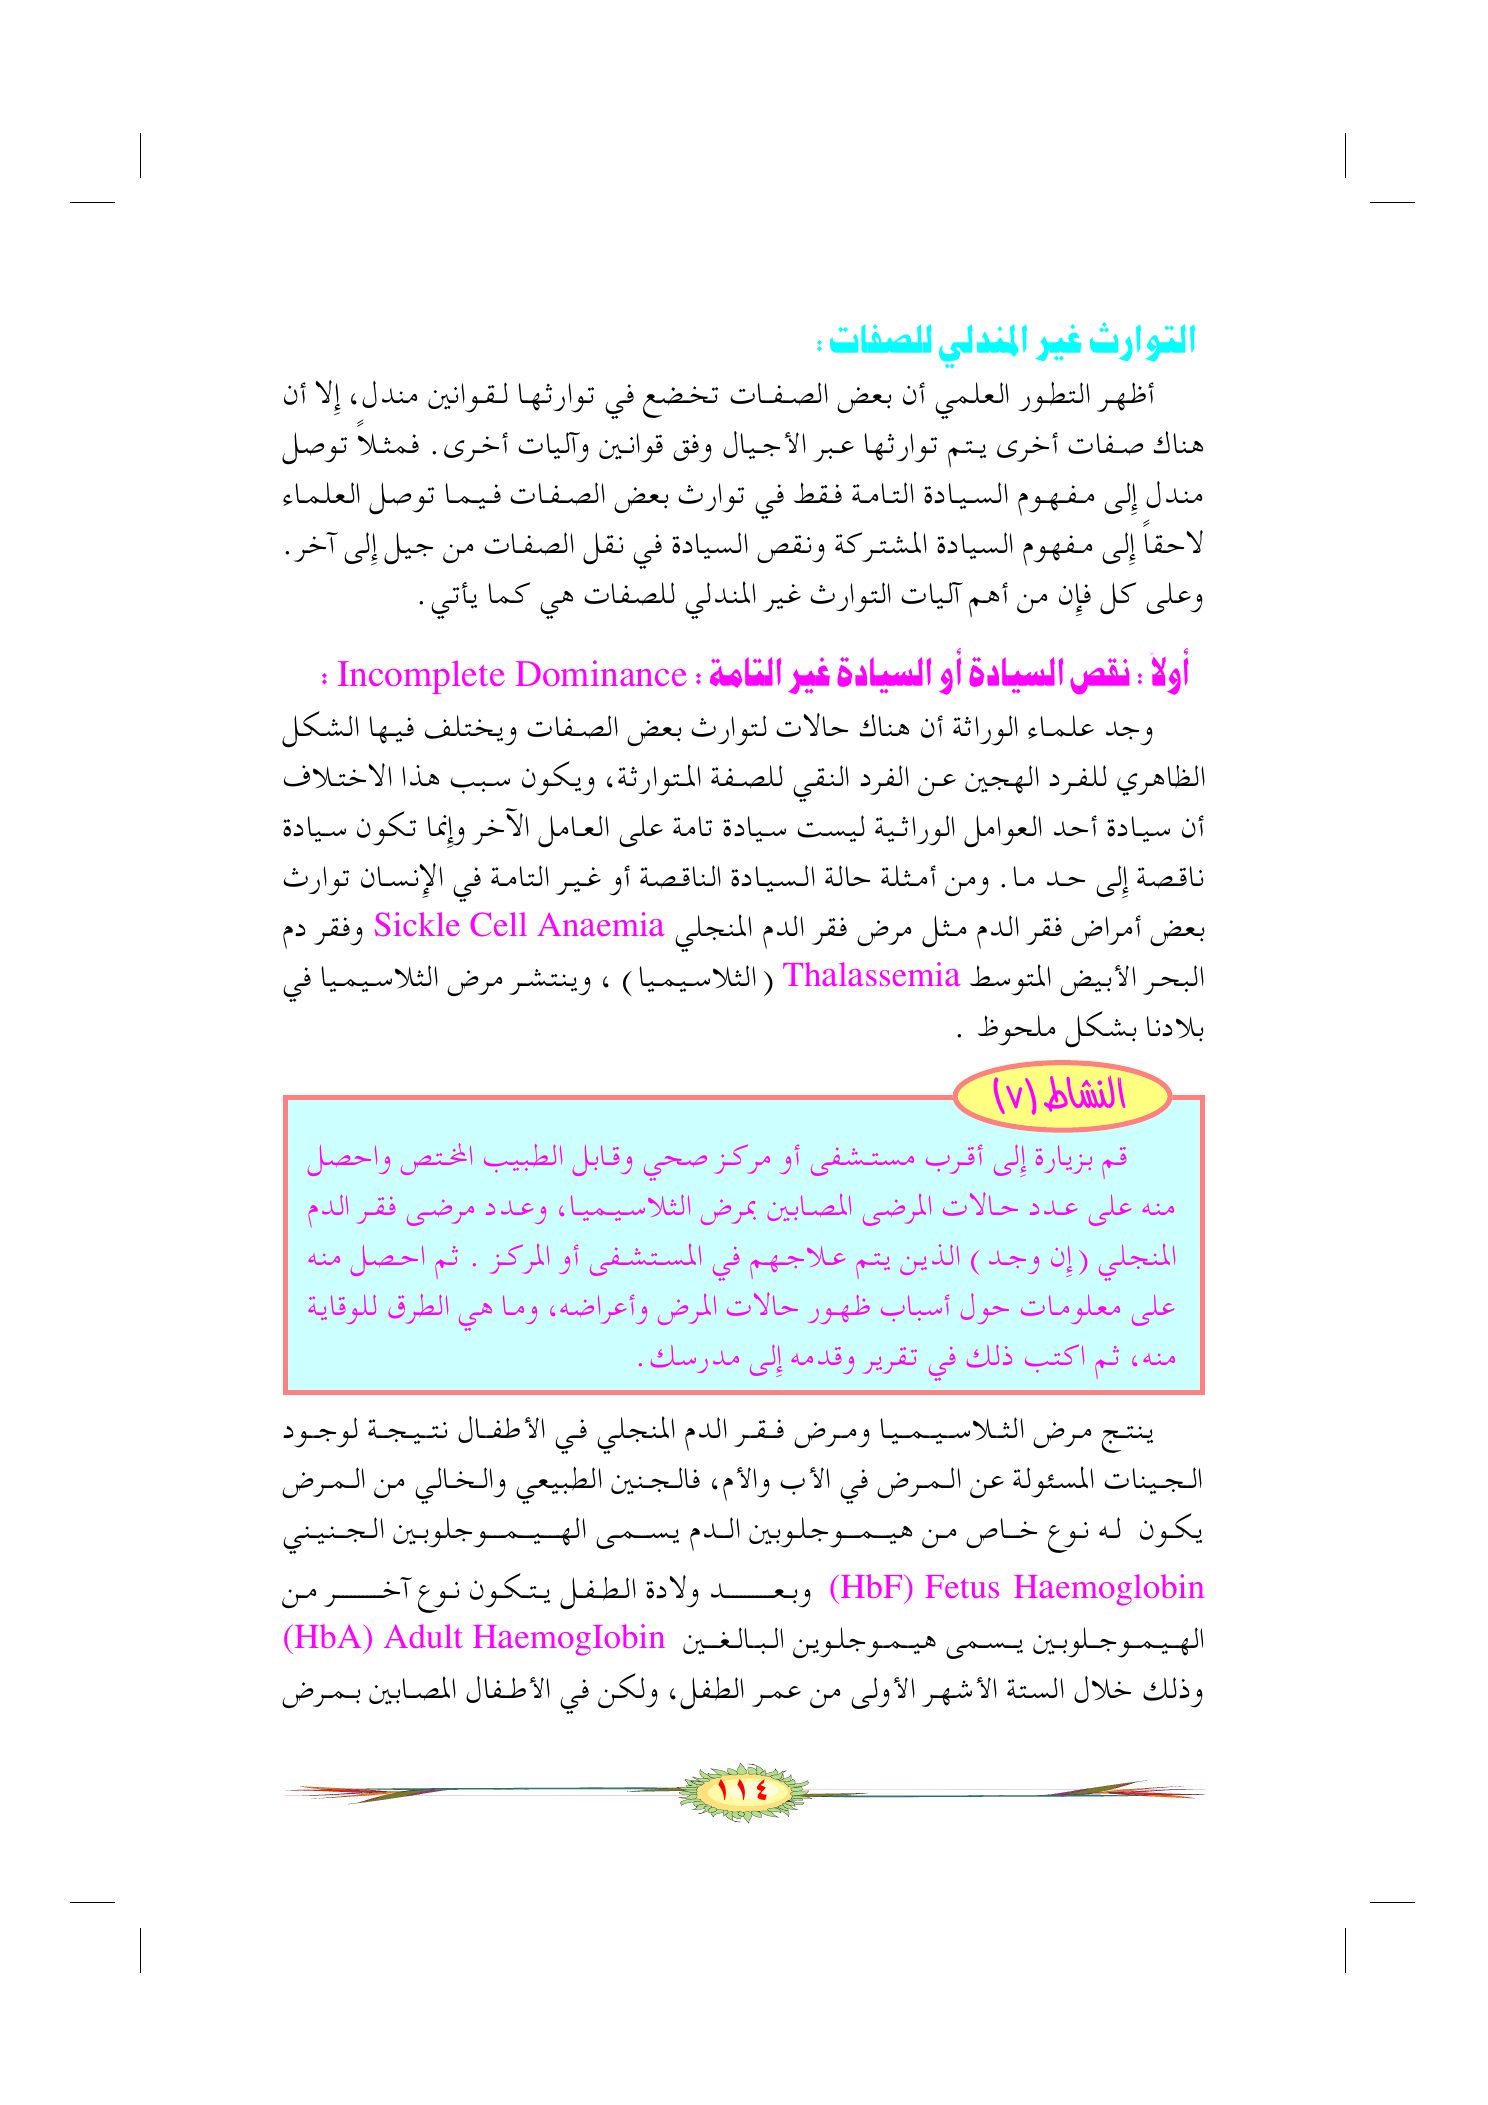 التوارث غير المندلي للصفات :
أظهر التطور العلمي أن بعض الصفات تخضع في توارثها لقوانين مندل، إلا أن
هناك صفات أخرى يتم توارثها عبر الأجيال وفق قوانين وآليات أخرى. فمثلاً توصل
مندل إلى مفهوم السيادة التامة فقط في توارث بعض الصفات فيما توصل العلماء
لاحقاً إلى مفهوم السيادة المشتركة ونقص السيادة في نقل الصفات من جيل إلى آخر.
وعلى كل فإن من أهم آليات التوارث غير المندلي للصفات هي كما يأتي.
أولاً : نقص السيادة أو السيادة غير التامة : Incomplete Dominance :
وجد علماء الوراثة أن هناك حالات لتوارث بعض الصفات ويختلف فيها الشكل
الظاهري للفرد الهجين عن الفرد النقي للصفة المتوارثة، ويكون سبب هذا الاختلاف
أن سيادة أحد العوامل الوراثية ليست سيادة تامة على العامل الآخر وإنما تكون سيادة
ناقصة إلى حد ما. ومن أمثلة حالة السيادة الناقصة أو غير التامة في الإنسان توارث
بعض أمراض فقر الدم مثل مرض فقر الدم المنجلي Sickle Cell Anaemia وفقر دم
البحر الأبيض المتوسط Thalassemia (الثلاسيميا) ، وينتشر مرض الثلاسيميا في
بلادنا بشكل ملحوظ .
النشاط (٧)
قم بزيارة إلى أقرب مستشفى أو مركز صحي وقابل الطبيب المختص واحصل
منه على عدد حالات المرضى المصابين بمرض الثلاسيميا، وعدد مرضى فقر الدم
المنجلي (إن وجد) الذين يتم علاجهم في المستشفى أو المركز . ثم احصل منه
على معلومات حول أسباب ظهور حالات المرض وأعراضه، وما هي الطرق للوقاية
منه، ثم اكتب ذلك في تقرير وقدمه إلى مدرسك.
ينتج مرض الثلاسيميا ومرض فقر الدم المنجلي في الأطفال نتيجة لوجود
الجينات المسئولة عن المرض في الأب والأم، فالجنين الطبيعي والخالي من المرض
يكون له نوع خاص من هيموجلوبين الدم يسمى الهيموجلوبين الجنيني
(HbF) Fetus Haemoglobin وبعد ولادة الطفل يتكون نوع آخر من
الهيموجلوبين يسمى هيموجلوين البالغين (HbA) Adult HaemogIobin
وذلك خلال الستة الأشهر الأولى من عمر الطفل، ولكن في الأطفال المصابين بمرض
١١٤